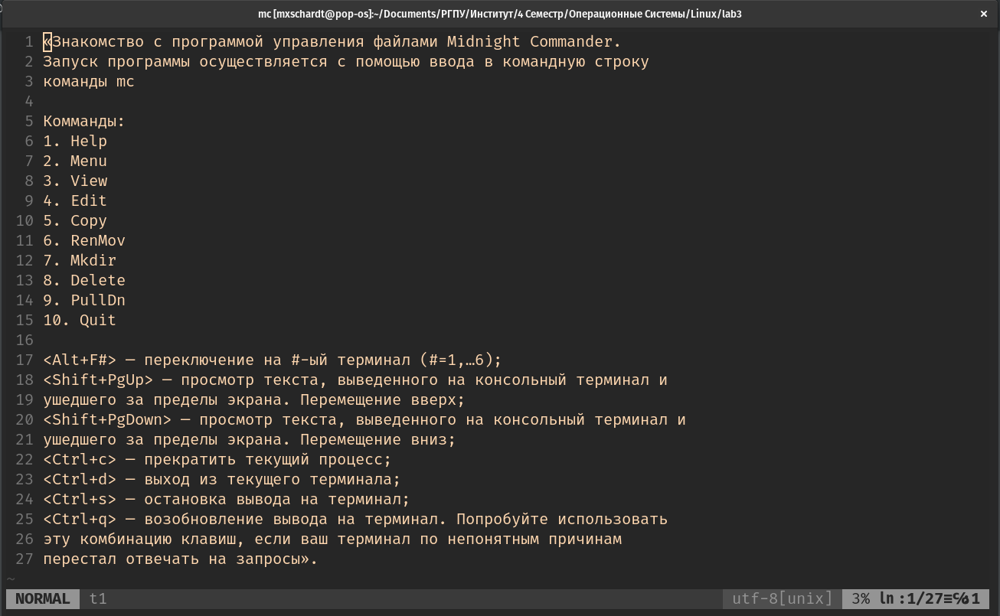 mc [mxschardt@pop-os]:~/Documents/РГПУ/Институт/4 Семестр/Операционные Системы/Linux/lab3
1 «Знакомство с программой управления файлами Midnight Commander.
2 Запуск программы осуществляется с помощью ввода в командную строку
3 команды mc
4
5 Комманды:
6 1. Help
7 2. Menu
8 3. View
9 4. Edit
10 5. Copy
11 6. RenMov
12 7. Mkdir
13 8. Delete
14 9. PullDn
15 10. Quit
16
17 <Alt+F#> — переключение на #-ый терминал (#=1,…6);
18 <Shift+PgUp> — просмотр текста, выведенного на консольный терминал и
19 ушедшего за пределы экрана. Перемещение вверх;
20 <Shift+PgDown> — просмотр текста, выведенного на консольный терминал и
21 ушедшего за пределы экрана. Перемещение вниз;
22 <Ctrl+c> — прекратить текущий процесс;
23 <Ctrl+d> — выход из текущего терминала;
24 <Ctrl+s> — остановка вывода на терминал;
25 <Ctrl+q> — возобновление вывода на терминал. Попробуйте использовать
26 эту комбинацию клавиш, если ваш терминал по непонятным причинам
27 перестал отвечать на запросы».
~
NORMAL t1 utf-8[unix] 3% ln :1/27≡℅1